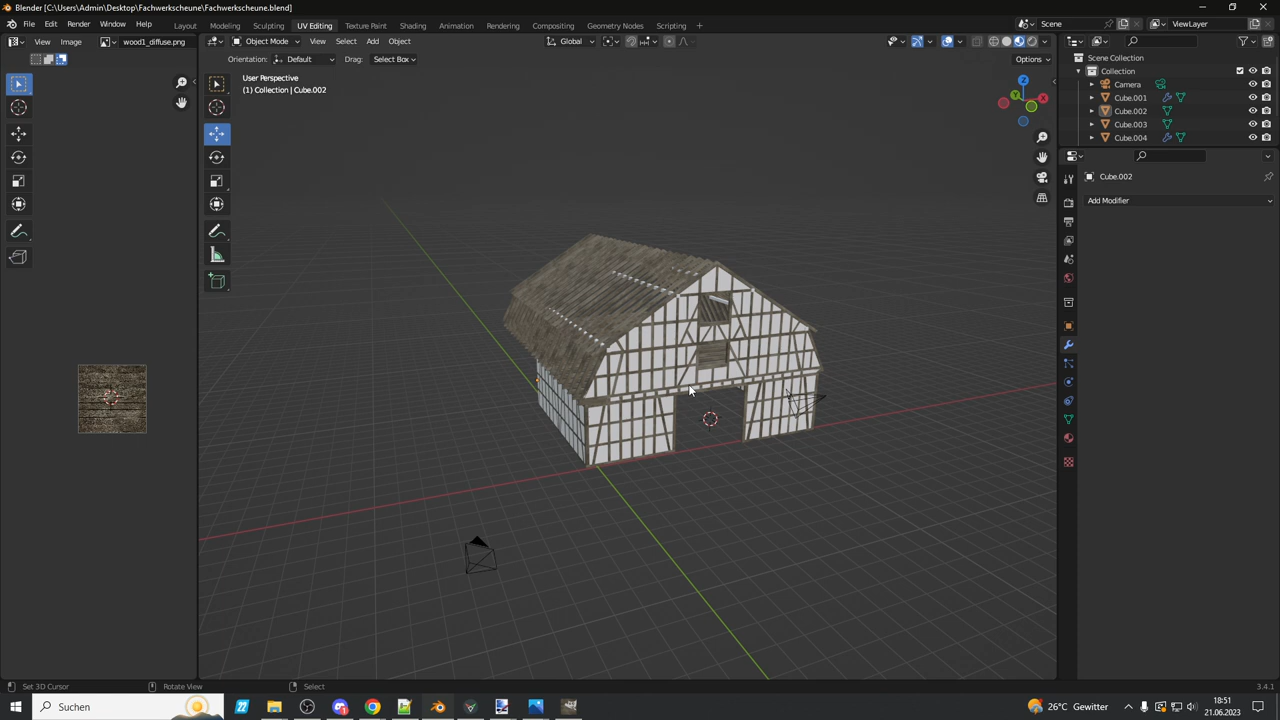 Blender [C:\Users\Admin\Desktop\Fachwerkscheune\Fachwerkscheune.blend]
File Edit Render Window Help Layout Modeling Sculpting UV Editing Texture Paint Shading Animation Rendering Compositing Geometry Nodes Scripting + Scene ViewLayer
View Image wood1_diffuse.png Object Mode View Select Add Object Global
Orientation: Default Drag: Select Box Options
User Perspective
(1) Collection | Cube.002
Z
Y
X
Scene Collection
Collection
Camera
Cube.001
Cube.002
Cube.003
Cube.004
Cube.002
Add Modifier
Set 3D Cursor Rotate View Select 3.4.1
Suchen
26°C Gewitter
18:51
21.06.2023